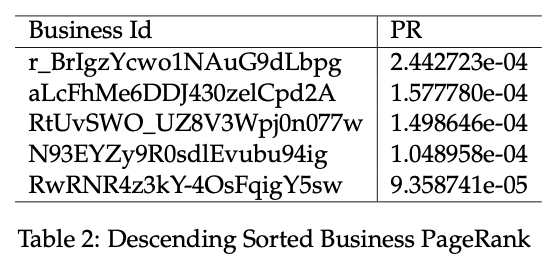 Business Id PR
r_BrIgzYcwo1NAuG9dLbpg 2.442723e-04
aLcFhMe6DDJ430zelCpd2A 1.577780e-04
RtUvSWO_UZ8V3Wpj0n077w 1.498646e-04
N93EYZy9R0sdlEvubu94ig 1.048958e-04
RwRNR4z3kY-4OsFqigY5sw 9.358741e-05
Table 2: Descending Sorted Business PageRank